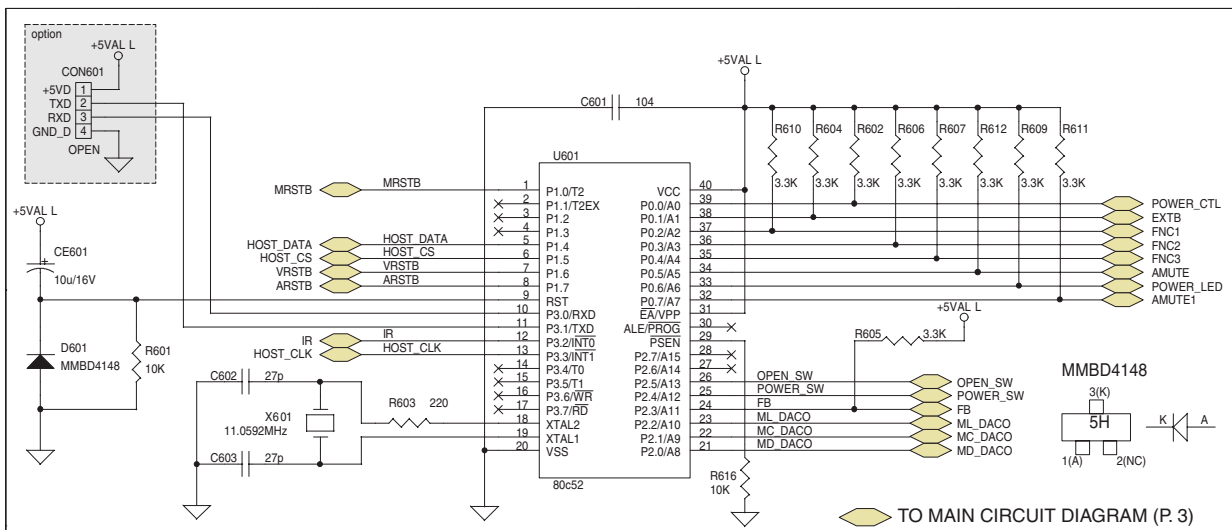 option
+5VAL L
CON601
+5VD 1
TXD 2
RXD 3
GND_D 4
OPEN
+5VAL L
CE601
10u/16V
D601
MMBD4148
R601
10K
C601 104
+5VAL L
R610 R604 R602 R606 R607 R612 R609 R611
3.3K 3.3K 3.3K 3.3K 3.3K 3.3K 3.3K 3.3K
U601
MRSTB MRSTB 1 P1.0/T2 VCC 40
2 P1.1/T2EX P0.0/A0 39 POWER_CTL
3 P1.2 P0.1/A1 38 EXTB
4 P1.3 P0.2/A2 37 FNC1
HOST_DATA HOST_DATA 5 P1.4 P0.3/A3 36 FNC2
HOST_CS HOST_CS 6 P1.5 P0.4/A4 35 FNC3
VRSTB VRSTB 7 P1.6 P0.5/A5 34 AMUTE
ARSTB ARSTB 8 P1.7 P0.6/A6 33 POWER_LED
9 RST P0.7/A7 32 AMUTE1
10 P3.0/RXD EA/VPP 31
11 P3.1/TXD ALE/PROG 30
IR IR 12 P3.2/INT0 PSEN 29
HOST_CLK HOST_CLK 13 P3.3/INT1 P2.7/A15 28
14 P3.4/T0 P2.6/A14 27
15 P3.5/T1 P2.5/A13 26 OPEN_SW OPEN_SW
16 P3.6/WR P2.4/A12 25 POWER_SW POWER_SW
17 P3.7/RD P2.3/A11 24 FB FB
18 XTAL2 P2.2/A10 23 ML_DACO ML_DACO
19 XTAL1 P2.1/A9 22 MC_DACO MC_DACO
20 VSS P2.0/A8 21 MD_DACO MD_DACO
80c52
C602 27p
X601
11.0592MHz
R603 220
C603 27p
+5VAL L
R605 3.3K
R616
10K
MMBD4148
3(K)
5H
1(A) 2(NC)
K A
TO MAIN CIRCUIT DIAGRAM (P. 3)